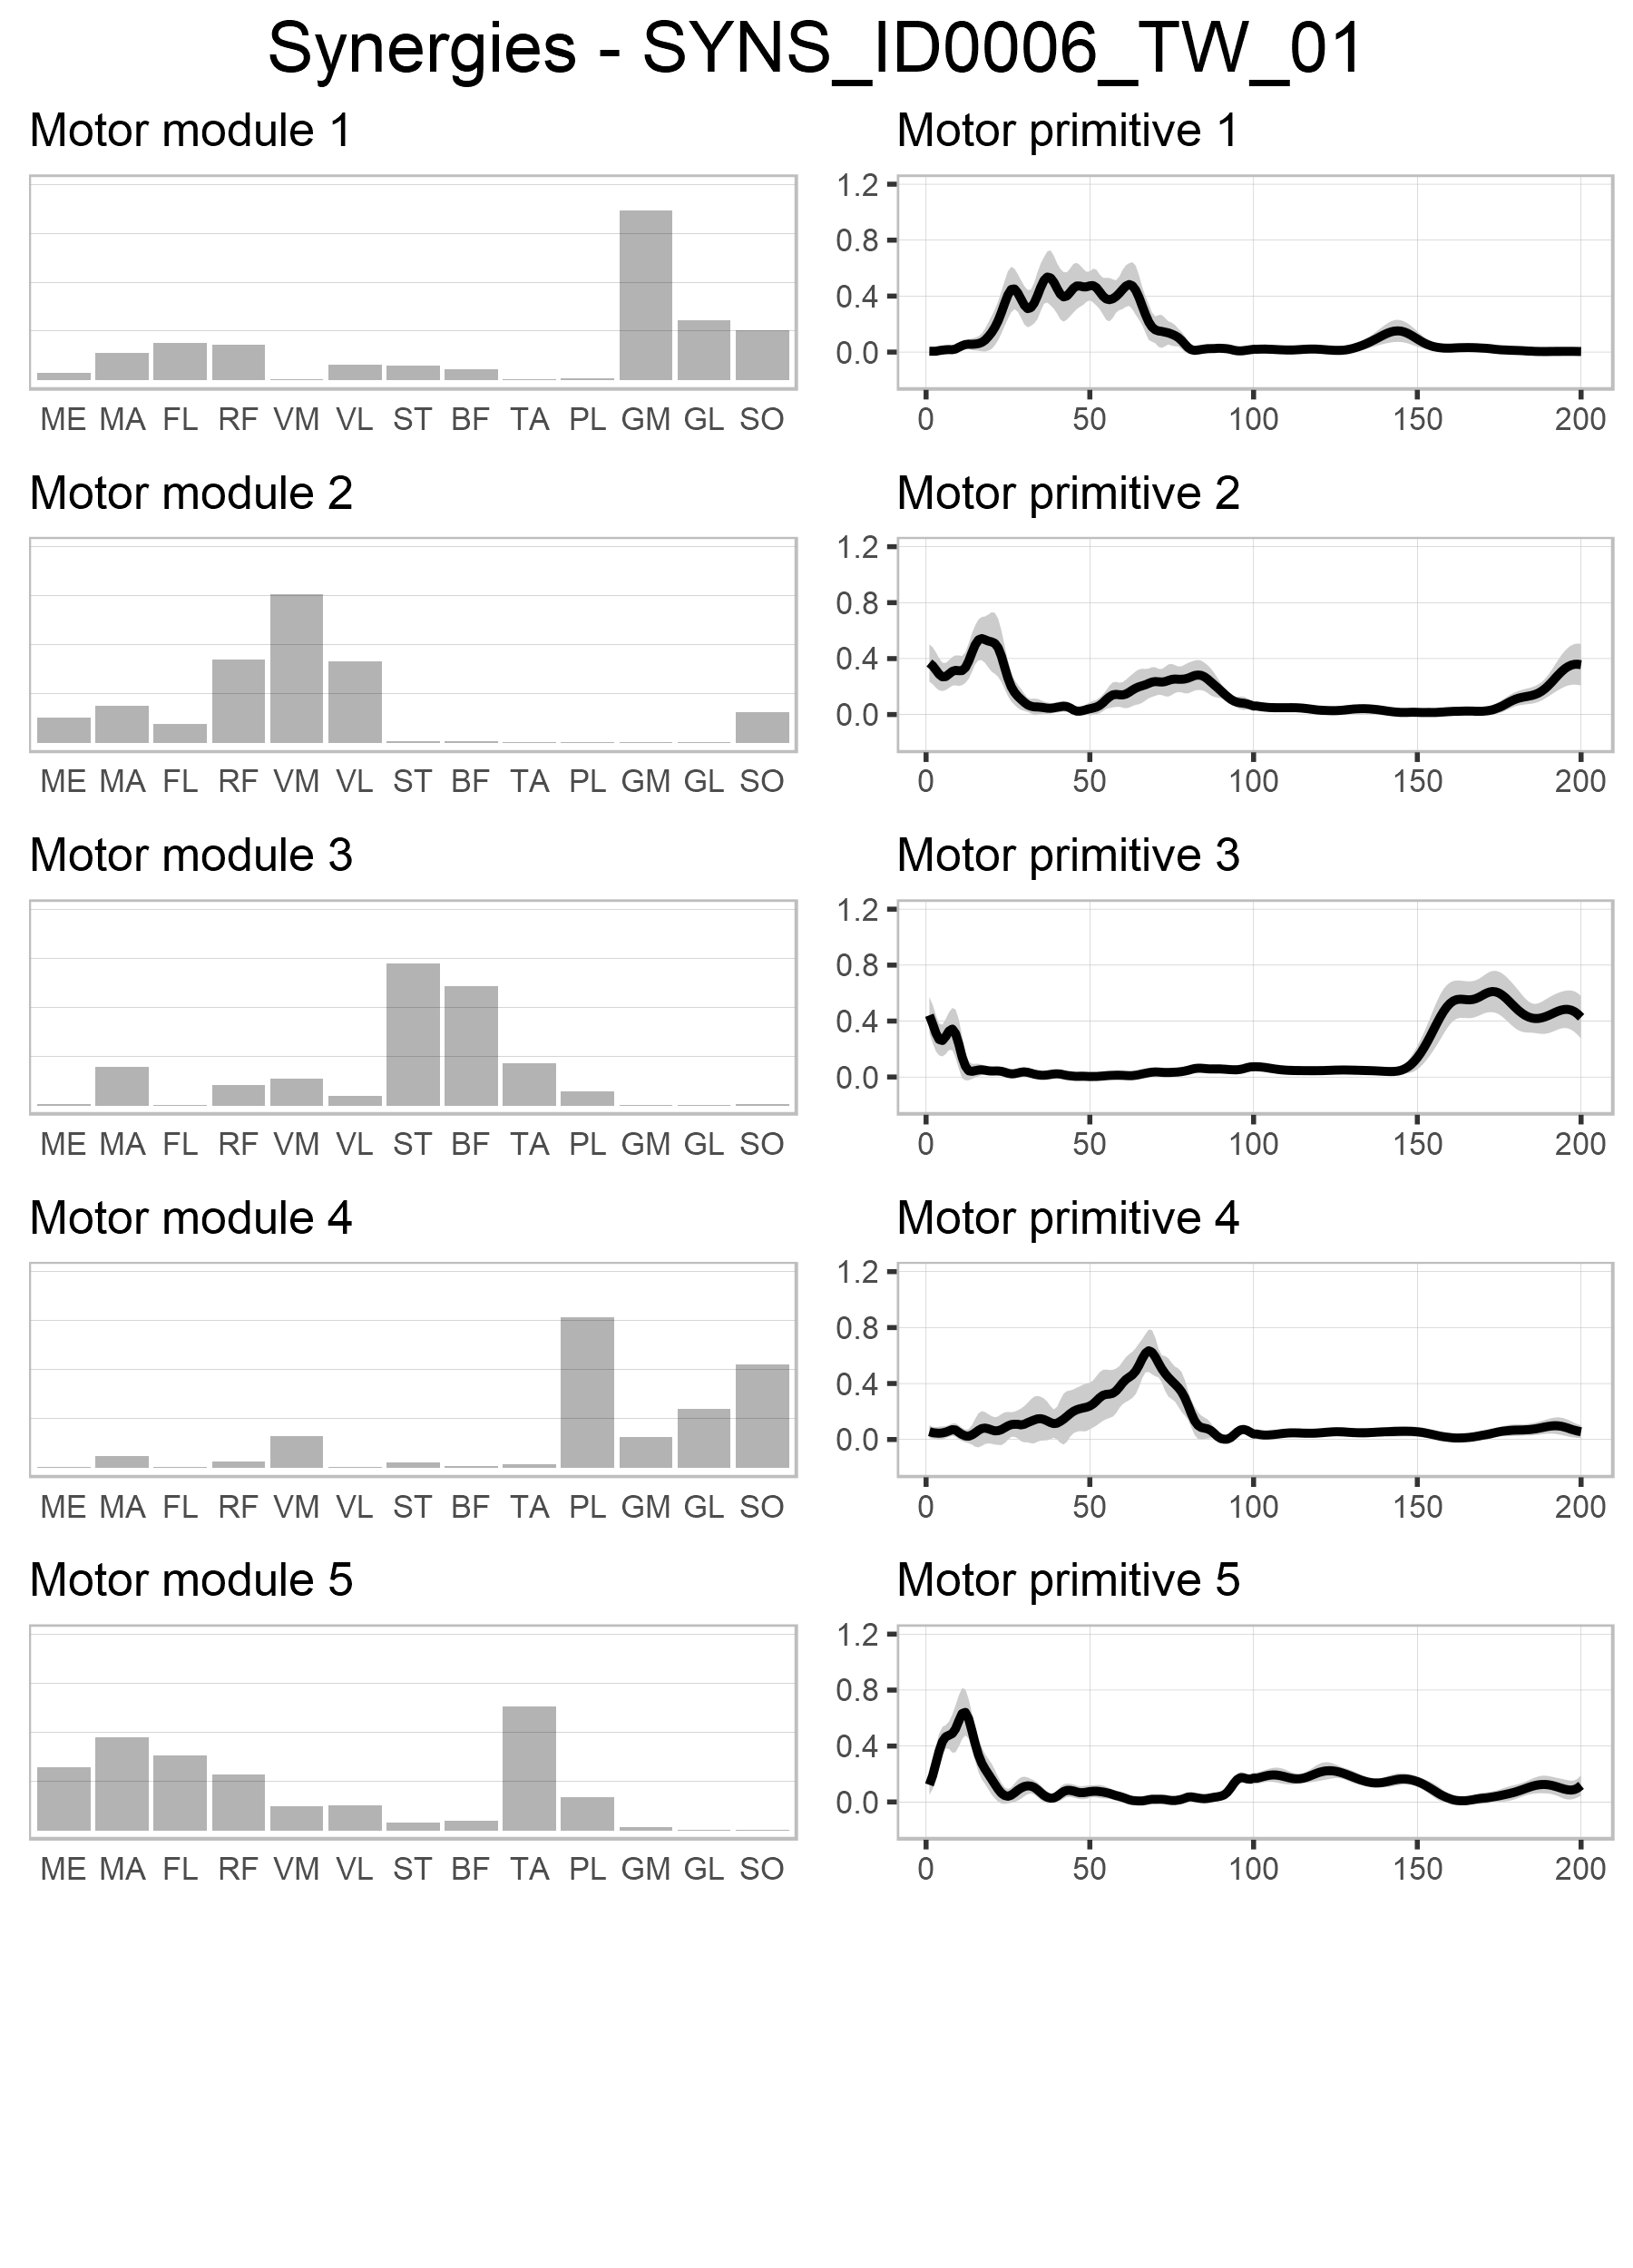 Synergies - SYNS_ID0006_TW_01
Motor module 1
Motor primitive 1
ME MA FL RF VM VL ST BF TA PL GM GL SO
1.2
0.8
0.4
0.0
0 50 100 150 200
Motor module 2
Motor primitive 2
ME MA FL RF VM VL ST BF TA PL GM GL SO
1.2
0.8
0.4
0.0
0 50 100 150 200
Motor module 3
Motor primitive 3
ME MA FL RF VM VL ST BF TA PL GM GL SO
1.2
0.8
0.4
0.0
0 50 100 150 200
Motor module 4
Motor primitive 4
ME MA FL RF VM VL ST BF TA PL GM GL SO
1.2
0.8
0.4
0.0
0 50 100 150 200
Motor module 5
Motor primitive 5
ME MA FL RF VM VL ST BF TA PL GM GL SO
1.2
0.8
0.4
0.0
0 50 100 150 200